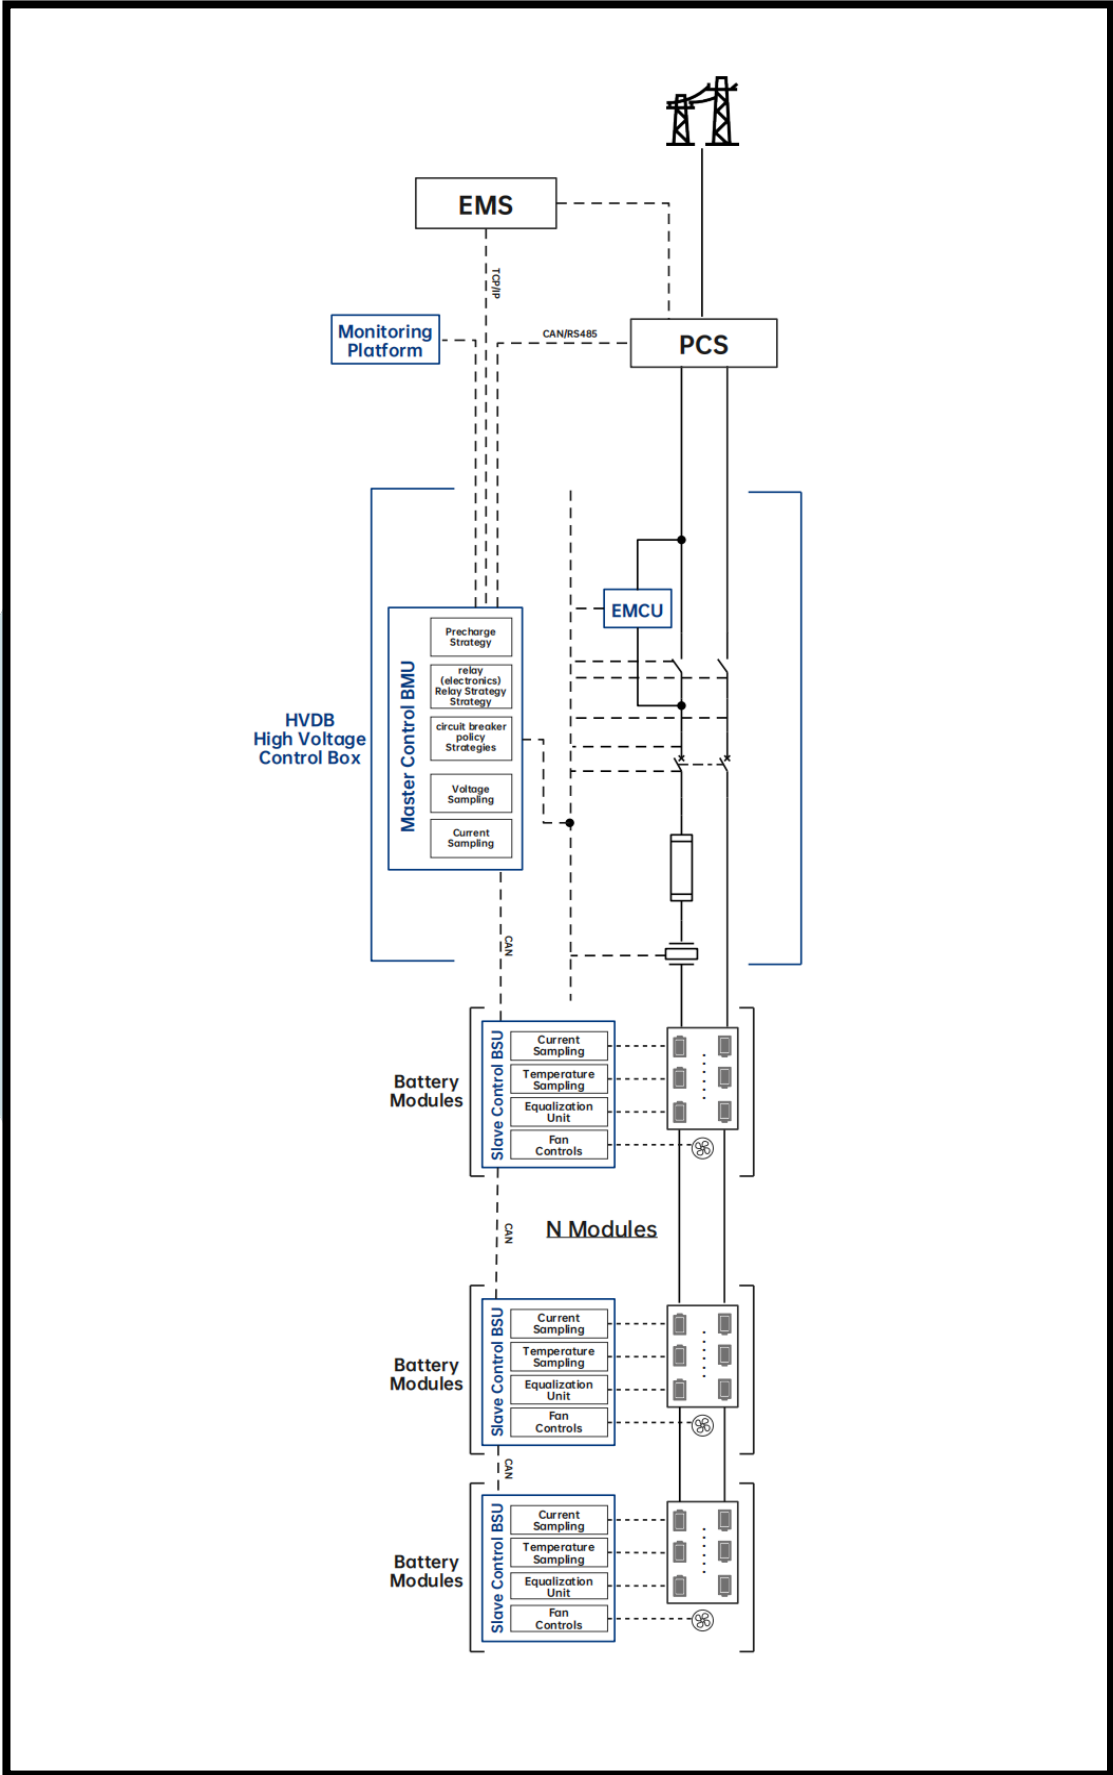 EMS
TCP/IP
Monitoring
Platform
CAN/RS485
PCS
HVDB
High Voltage
Control Box
Master Control BMU
Precharge
Strategy
relay
(electronics)
Relay Strategy
Strategy
circuit breaker
policy
Strategies
Voltage
Sampling
Current
Sampling
EMCU
CAN
Battery
Modules
Slave Control BSU
Current
Sampling
Temperature
Sampling
Equalization
Unit
Fan
Controls
CAN
N Modules
Battery
Modules
Slave Control BSU
Current
Sampling
Temperature
Sampling
Equalization
Unit
Fan
Controls
CAN
Battery
Modules
Slave Control BSU
Current
Sampling
Temperature
Sampling
Equalization
Unit
Fan
Controls